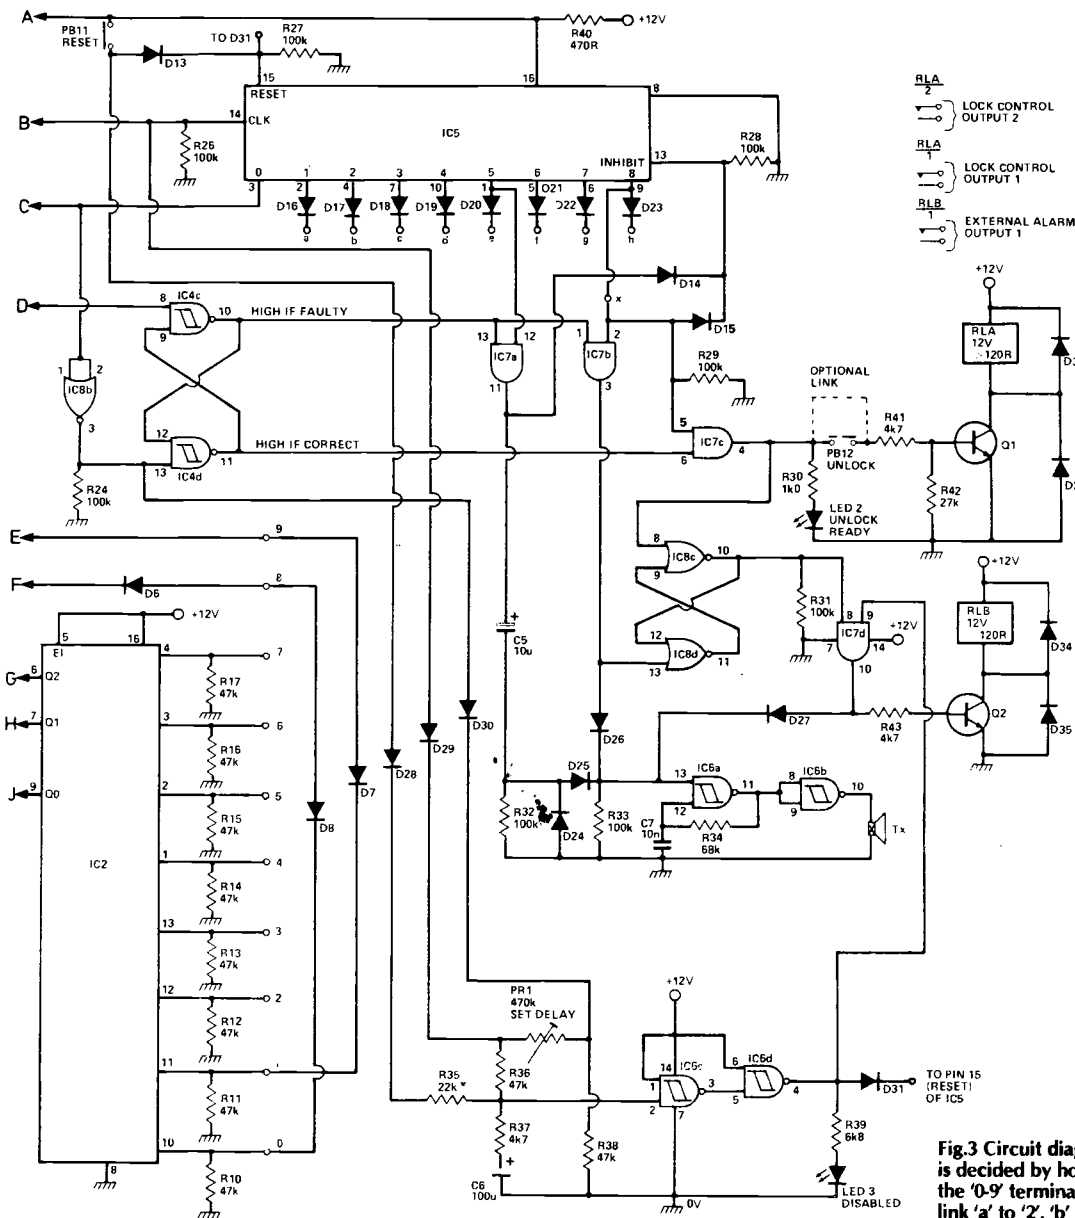 A
PB11
RESET
D13
TO D31
R27
100k
R40
470R
+12V
15
RESET
16
B
14
CLK
R26
100k
IC5
8
INHIBIT
13
R28
100k
C
0
1
2
3
4
5
6
7
8
3
2
4
7
10
1
5
6
9
D16
D17
D18
D19
D20
D21
D22
D23
a
b
c
d
e
f
g
h
RLA
2
LOCK CONTROL
OUTPUT 2
RLA
1
LOCK CONTROL
OUTPUT 1
RLB
1
EXTERNAL ALARM
OUTPUT 1
D
8
IC4c
9
10
HIGH IF FAULTY
D14
x
D15
13
12
IC7a
11
1
2
IC7b
3
R29
100k
1
2
IC8b
3
12
13
IC4d
11
HIGH IF CORRECT
R24
100k
5
6
IC7c
4
OPTIONAL
LINK
PB12
UNLOCK
R41
4k7
R30
1k0
LED 2
UNLOCK
READY
R42
27k
Q1
+12V
RLA
12V
120R
E
9
F
D6
8
+12V
5
EI
16
G
6
Q2
H
7
Q1
J
9
Q0
IC2
4
7
R17
47k
3
6
R16
47k
2
5
R15
47k
1
4
R14
47k
13
3
R13
47k
12
2
R12
47k
11
1
R11
47k
10
0
R10
47k
8
D7
D8
D28
D29
D30
C5
10u
+
8
9
IC8c
10
12
13
IC8d
11
R31
100k
8
9
7
IC7d
14
10
+12V
+12V
RLB
12V
120R
D34
D35
D27
R43
4k7
Q2
D26
D25
D24
R32
100k
R33
100k
13
12
IC6a
11
C7
10n
R34
68k
8
9
IC6b
10
Tx
PR1
470k
SET DELAY
R35
22k
R36
47k
R37
4k7
+
C6
100u
R38
47k
+12V
14
IC6c
1
2
3
7
6
5
IC6d
4
0V
D31
TO PIN 15
(RESET)
OF IC5
R39
6k8
LED 3
DISABLED
Fig.3 Circuit diag
is decided by ho
the '0-9' termina
link 'a' to '2', 'b'